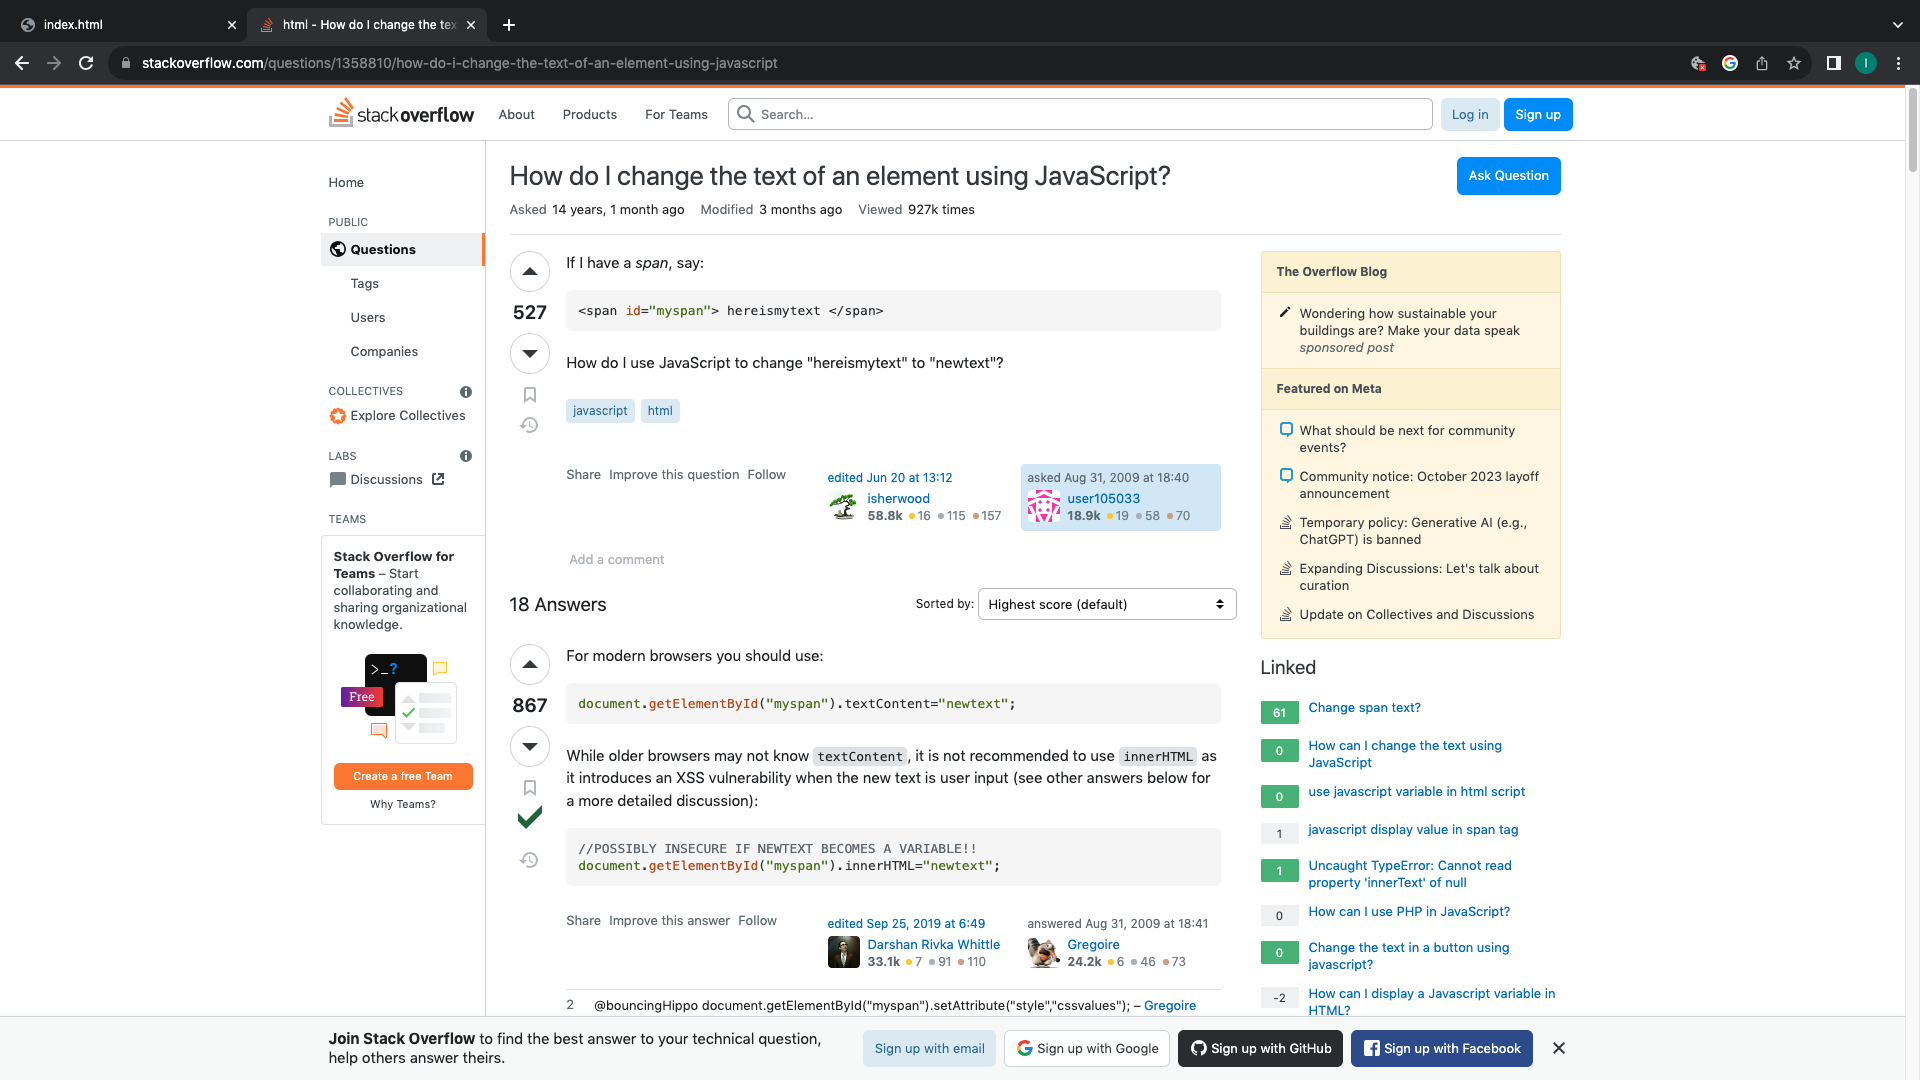 index.html
html - How do I change the tex
stackoverflow.com/questions/1358810/how-do-i-change-the-text-of-an-element-using-javascript
I
stackoverflow
About
Products
For Teams
Search...
Log in
Sign up
Home
PUBLIC
Questions
Tags
Users
Companies
COLLECTIVES
Explore Collectives
LABS
Discussions
TEAMS
Stack Overflow for
Teams – Start
collaborating and
sharing organizational
knowledge.
>_?
Free
Create a free Team
Why Teams?
How do I change the text of an element using JavaScript?
Ask Question
Asked 14 years, 1 month ago Modified 3 months ago Viewed 927k times
527
If I have a span, say:
<span id="myspan"> hereismytext </span>
How do I use JavaScript to change "hereismytext" to "newtext"?
javascript html
Share Improve this question Follow
edited Jun 20 at 13:12
isherwood
58.8k 16 115 157
asked Aug 31, 2009 at 18:40
user105033
18.9k 19 58 70
Add a comment
18 Answers
Sorted by: Highest score (default)
867
For modern browsers you should use:
document.getElementById("myspan").textContent="newtext";
While older browsers may not know textContent, it is not recommended to use innerHTML as
it introduces an XSS vulnerability when the new text is user input (see other answers below for
a more detailed discussion):
//POSSIBLY INSECURE IF NEWTEXT BECOMES A VARIABLE!!
document.getElementById("myspan").innerHTML="newtext";
Share Improve this answer Follow
edited Sep 25, 2019 at 6:49
Darshan Rivka Whittle
33.1k 7 91 110
answered Aug 31, 2009 at 18:41
Gregoire
24.2k 6 46 73
2 @bouncingHippo document.getElementById("myspan").setAttribute("style","cssvalues"); – Gregoire
The Overflow Blog
Wondering how sustainable your
buildings are? Make your data speak
sponsored post
Featured on Meta
What should be next for community
events?
Community notice: October 2023 layoff
announcement
Temporary policy: Generative AI (e.g.,
ChatGPT) is banned
Expanding Discussions: Let's talk about
curation
Update on Collectives and Discussions
Linked
61 Change span text?
0 How can I change the text using
JavaScript
0 use javascript variable in html script
1 javascript display value in span tag
1 Uncaught TypeError: Cannot read
property 'innerText' of null
0 How can I use PHP in JavaScript?
0 Change the text in a button using
javascript?
-2 How can I display a Javascript variable in
HTML?
Join Stack Overflow to find the best answer to your technical question,
help others answer theirs.
Sign up with email
Sign up with Google
Sign up with GitHub
Sign up with Facebook